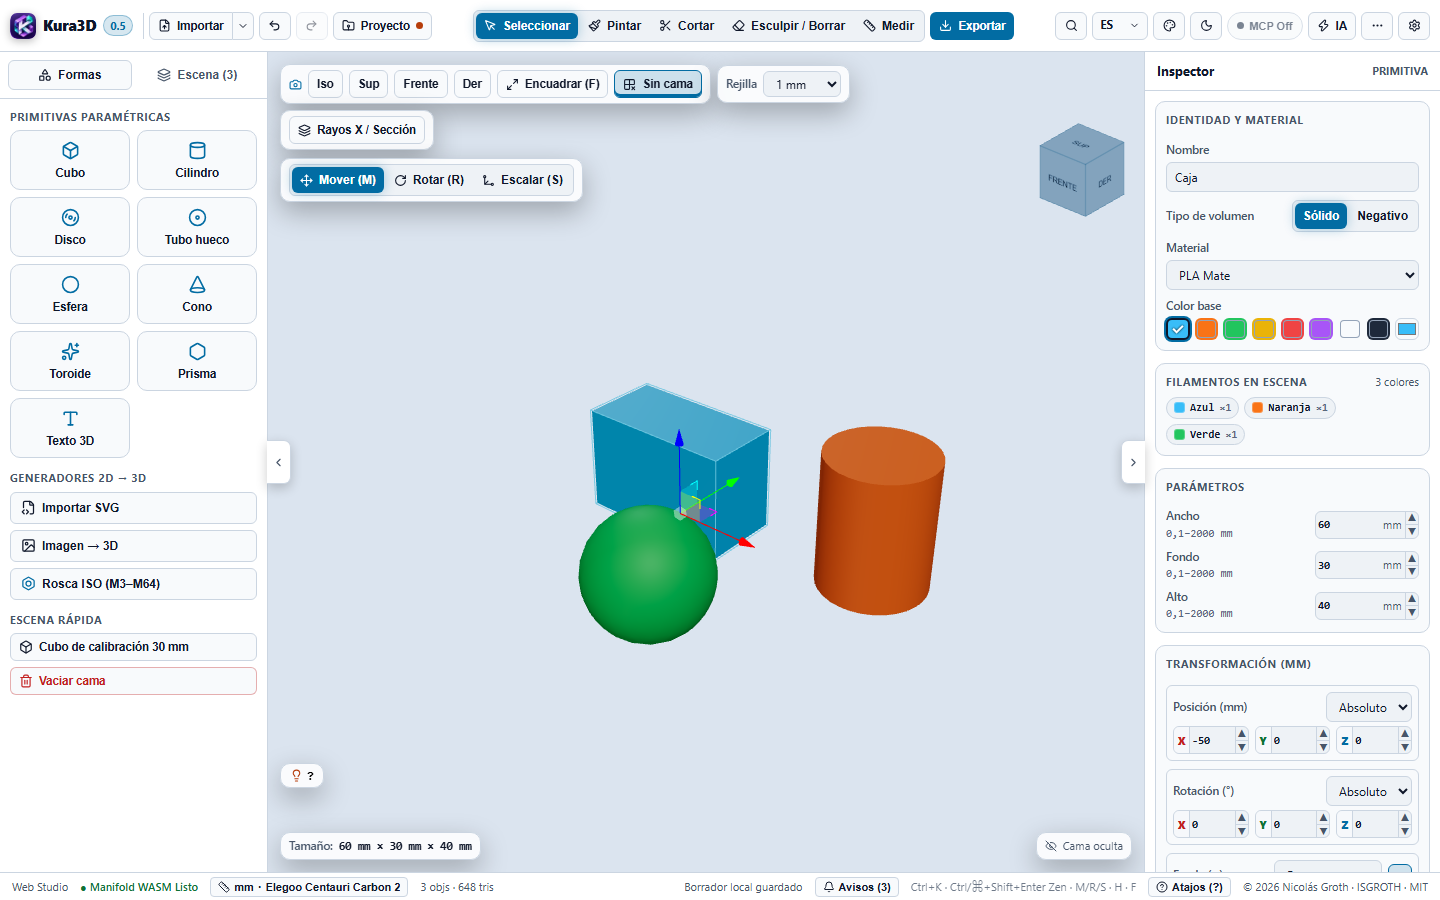 Kura3D 0.5 Importar Proyecto Seleccionar Pintar Cortar Esculpir / Borrar Medir Exportar ES MCP Off IA
Formas Escena (3)
PRIMITIVAS PARAMÉTRICAS
Cubo Cilindro
Disco Tubo hueco
Esfera Cono
Toroide Prisma
Texto 3D
GENERADORES 2D → 3D
Importar SVG
Imagen → 3D
Rosca ISO (M3–M64)
ESCENA RÁPIDA
Cubo de calibración 30 mm
Vaciar cama
Iso Sup Frente Der Encuadrar (F) Sin cama Rejilla 1 mm
Rayos X / Sección
Mover (M) Rotar (R) Escalar (S)
SUP
FRENTE DER
?
Tamaño: 60 mm × 30 mm × 40 mm
Cama oculta
Inspector PRIMITIVA
IDENTIDAD Y MATERIAL
Nombre
Caja
Tipo de volumen Sólido Negativo
Material
PLA Mate
Color base
FILAMENTOS EN ESCENA 3 colores
Azul ×1 Naranja ×1
Verde ×1
PARÁMETROS
Ancho
0,1–2000 mm
60 mm
Fondo
0,1–2000 mm
30 mm
Alto
0,1–2000 mm
40 mm
TRANSFORMACIÓN (MM)
Posición (mm) Absoluto
X -50 Y 0 Z 0
Rotación (°) Absoluto
X 0 Y 0 Z 0
Web Studio ● Manifold WASM Listo mm · Elegoo Centauri Carbon 2 3 objs · 648 tris Borrador local guardado Avisos (3) Ctrl+K · Ctrl/⌘+Shift+Enter Zen · M/R/S · H · F Atajos (?) © 2026 Nicolás Groth · ISGROTH · MIT